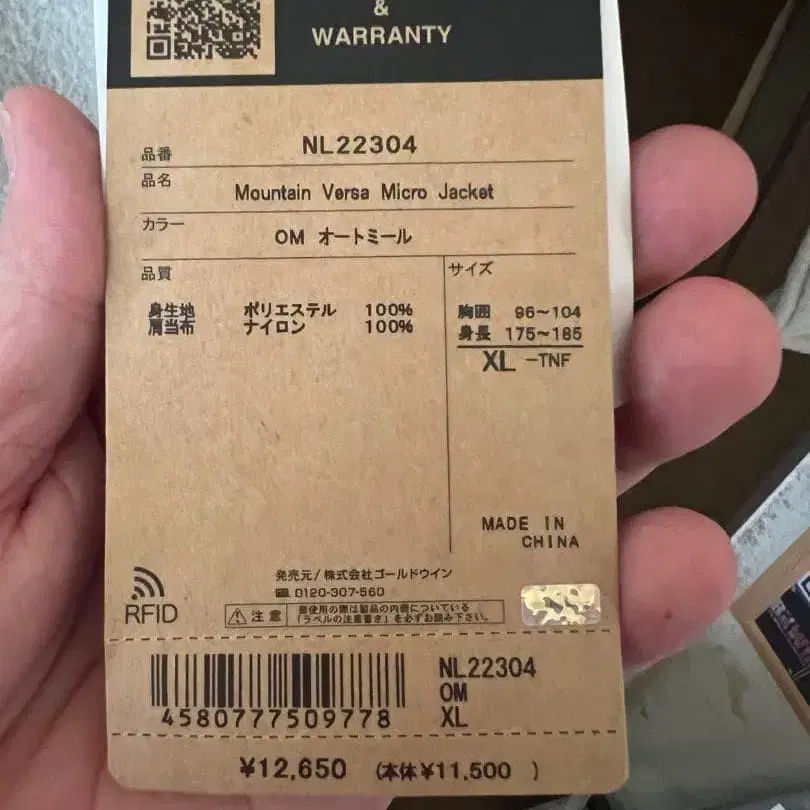 &
WARRANTY
品番 NL22304
品名 Mountain Versa Micro Jacket
カラー OM オートミール
品質
身生地 ポリエステル 100%
肩当布 ナイロン 100%
サイズ
胸囲 96~104
身長 175~185
XL -TNF
MADE IN
CHINA
発売元/株式会社ゴールドウイン
0120-307-560
RFID
注意
御使用の際は製品の内側についている
「ラベルの注意書き」を必ずお読み下さい。
4580777509778
NL22304
OM
XL
¥12,650 (本体¥11,500 )